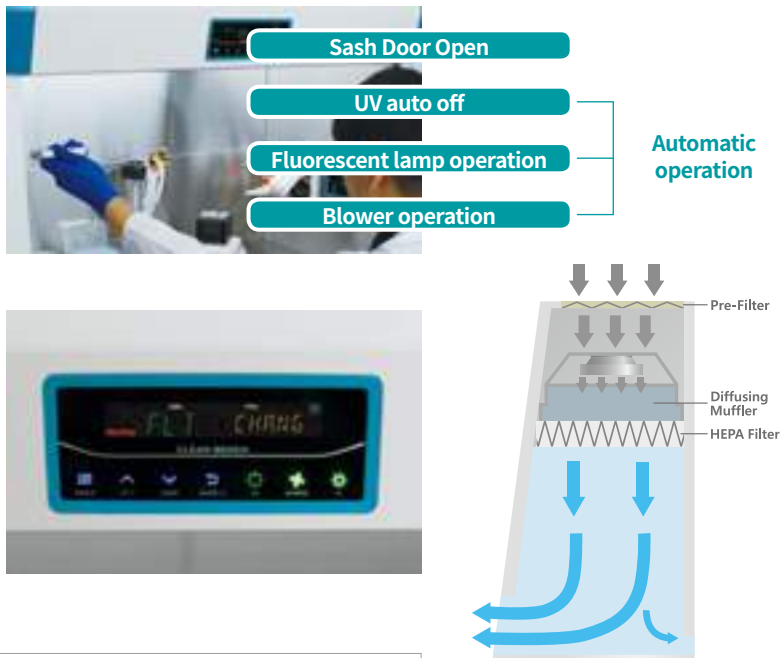 Sash Door Open
UV auto off
Fluorescent lamp operation
Blower operation
Automatic
operation
Pre-Filter
Diffusing
Muffler
HEPA Filter
FLT CHANG
CLEAN BENCH